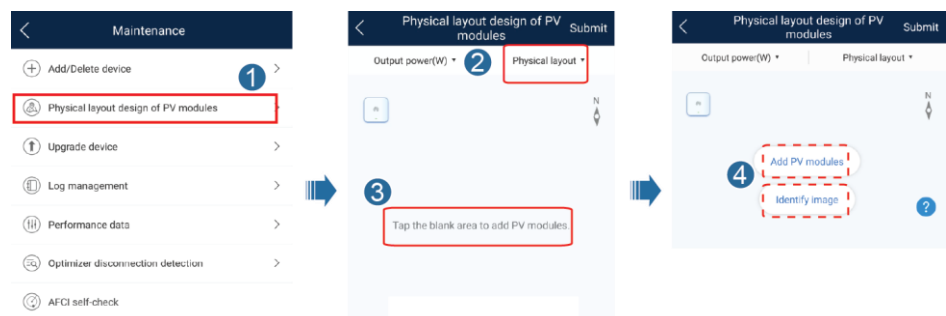 Maintenance
Add/Delete device
1
Physical layout design of PV modules
Upgrade device
Log management
Performance data
Optimizer disconnection detection
AFCI self-check
Physical layout design of PV
modules
Submit
Output power(W)
2
Physical layout
N
3
Tap the blank area to add PV modules.
Physical layout design of PV
modules
Submit
Output power(W)
Physical layout
N
4
Add PV modules
Identify image
?